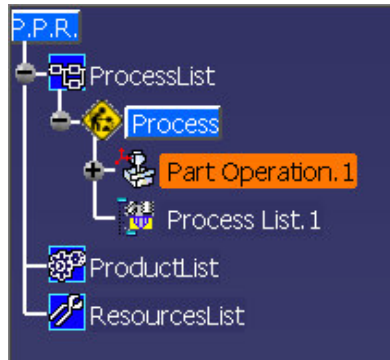 P.P.R.
ProcessList
Process
Part Operation.1
Process List.1
ProductList
ResourcesList